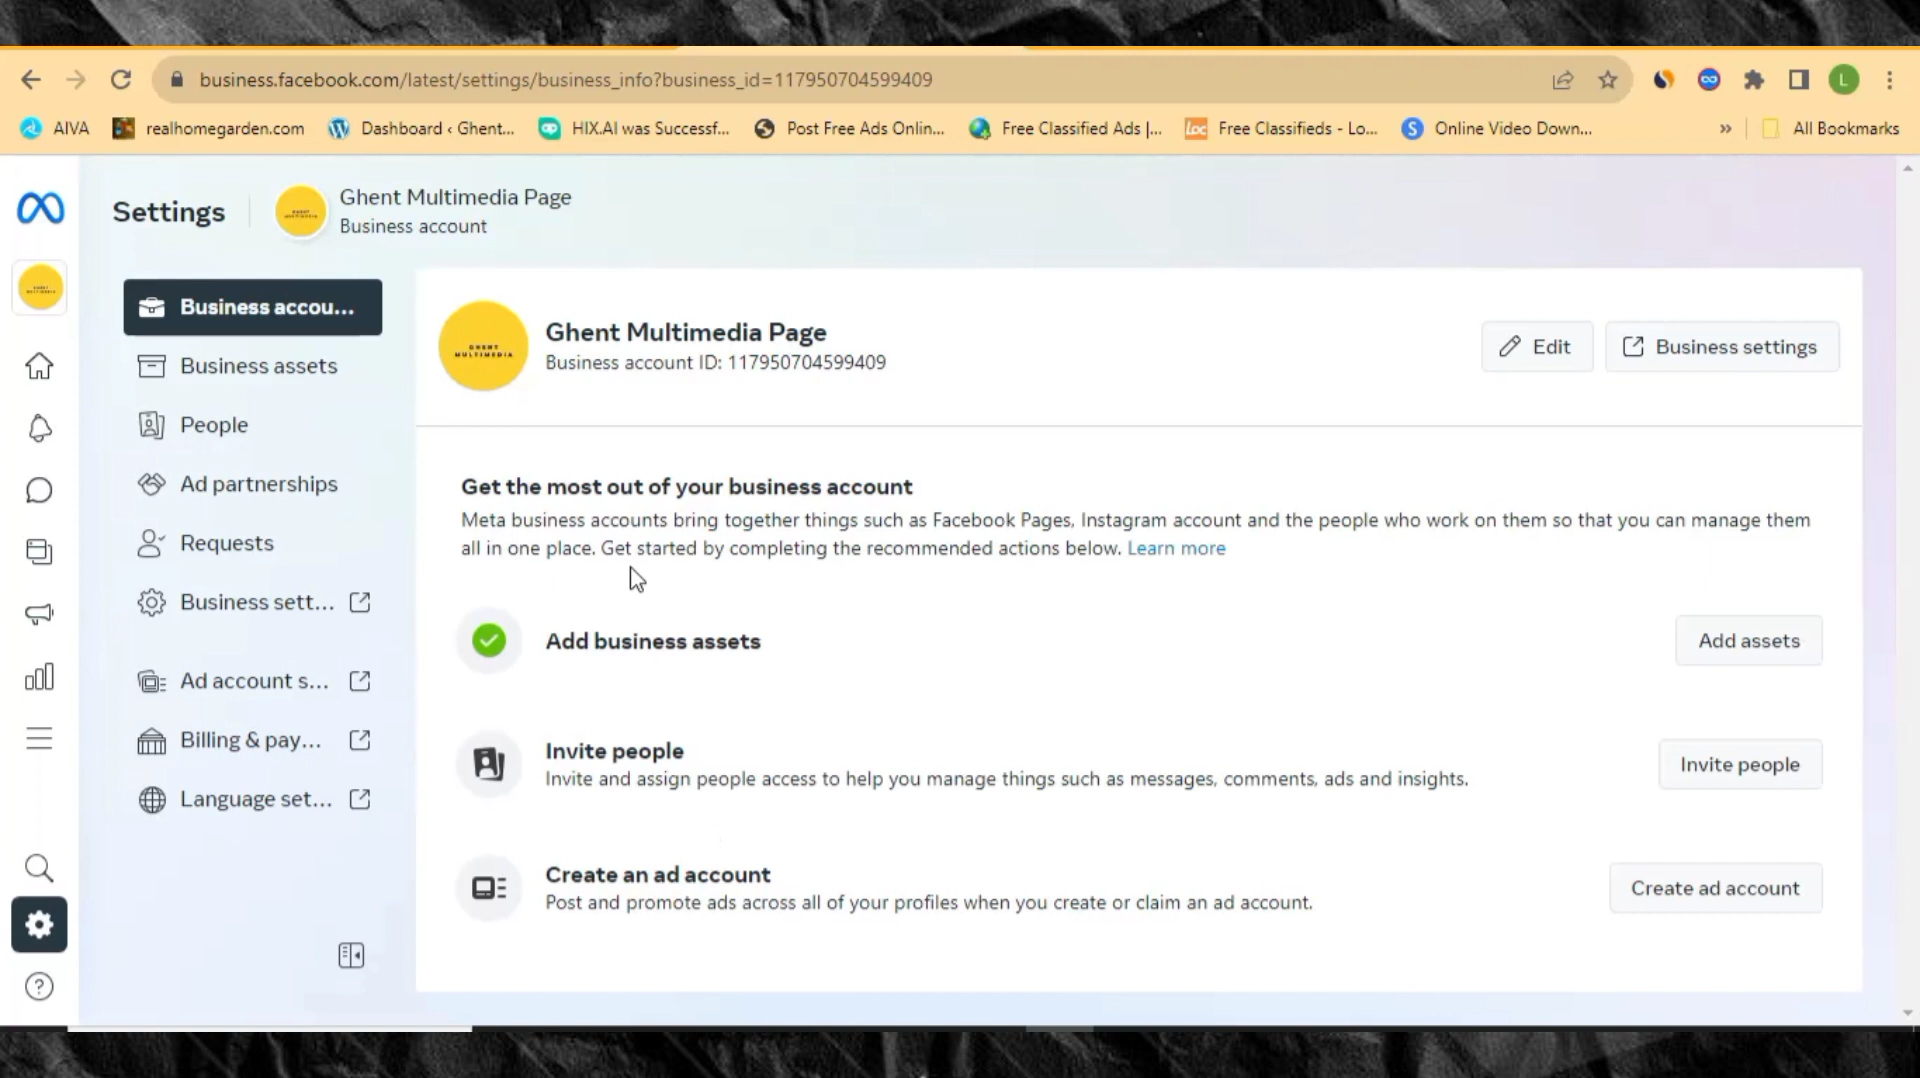 business.facebook.com/latest/settings/business_info?business_id=117950704599409
L
AIVA
realhomegarden.com
Dashboard ‹ Ghent...
HIX.AI was Successf...
Post Free Ads Onlin...
Free Classified Ads |...
loc
Free Classifieds - Lo...
S
Online Video Down...
»
All Bookmarks
Settings
Ghent Multimedia Page
Business account
Business accou...
Business assets
People
Ad partnerships
Requests
Business sett...
Ad account s...
Billing & pay...
Language set...
GHENT
MULTIMEDIA
Ghent Multimedia Page
Business account ID: 117950704599409
Edit
Business settings
Get the most out of your business account
Meta business accounts bring together things such as Facebook Pages, Instagram account and the people who work on them so that you can manage them
all in one place. Get started by completing the recommended actions below. Learn more
Add business assets
Add assets
Invite people
Invite and assign people access to help you manage things such as messages, comments, ads and insights.
Invite people
Create an ad account
Post and promote ads across all of your profiles when you create or claim an ad account.
Create ad account